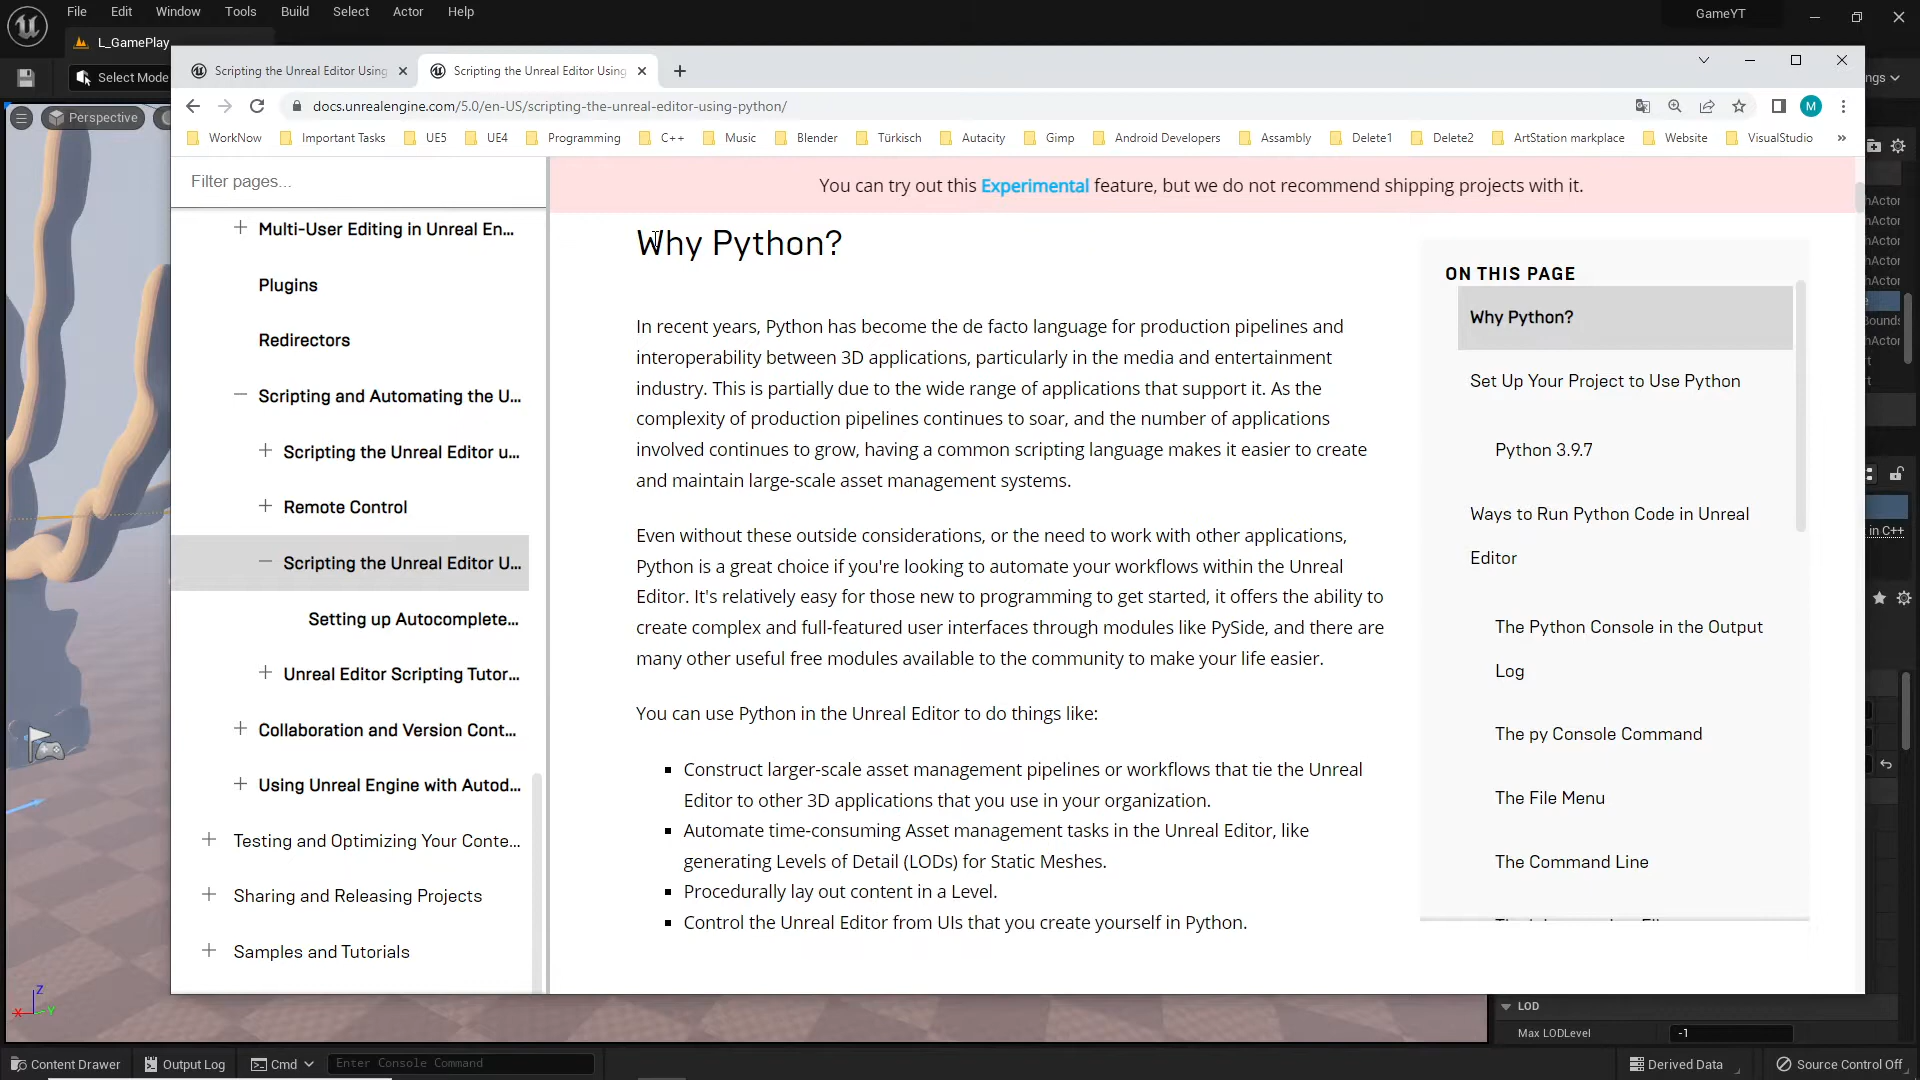 File Edit Window Tools Build Select Actor Help
GameYT
L_GamePlay
Select Mode
Perspective
Scripting the Unreal Editor Using
Scripting the Unreal Editor Using
docs.unrealengine.com/5.0/en-US/scripting-the-unreal-editor-using-python/
M
WorkNow Important Tasks UE5 UE4 Programming C++ Music Blender Türkisch Autacity Gimp Android Developers Assambly Delete1 Delete2 ArtStation markplace Website VisualStudio »
Filter pages...
Multi-User Editing in Unreal En...
Plugins
Redirectors
Scripting and Automating the U...
Scripting the Unreal Editor u...
Remote Control
Scripting the Unreal Editor U...
Setting up Autocomplete...
Unreal Editor Scripting Tutor...
Collaboration and Version Cont...
Using Unreal Engine with Autod...
Testing and Optimizing Your Conte...
Sharing and Releasing Projects
Samples and Tutorials
You can try out this Experimental feature, but we do not recommend shipping projects with it.
Why Python?
In recent years, Python has become the de facto language for production pipelines and
interoperability between 3D applications, particularly in the media and entertainment
industry. This is partially due to the wide range of applications that support it. As the
complexity of production pipelines continues to soar, and the number of applications
involved continues to grow, having a common scripting language makes it easier to create
and maintain large-scale asset management systems.
Even without these outside considerations, or the need to work with other applications,
Python is a great choice if you're looking to automate your workflows within the Unreal
Editor. It's relatively easy for those new to programming to get started, it offers the ability to
create complex and full-featured user interfaces through modules like PySide, and there are
many other useful free modules available to the community to make your life easier.
You can use Python in the Unreal Editor to do things like:
Construct larger-scale asset management pipelines or workflows that tie the Unreal
Editor to other 3D applications that you use in your organization.
Automate time-consuming Asset management tasks in the Unreal Editor, like
generating Levels of Detail (LODs) for Static Meshes.
Procedurally lay out content in a Level.
Control the Unreal Editor from UIs that you create yourself in Python.
ON THIS PAGE
Why Python?
Set Up Your Project to Use Python
Python 3.9.7
Ways to Run Python Code in Unreal
Editor
The Python Console in the Output
Log
The py Console Command
The File Menu
The Command Line
ngs
hActor
hActor
hActor
hActor
hActor
e
Bounds
hActor
t
rt
in C++
Z
X
Y
LOD
Max LODLevel -1
Content Drawer Output Log Cmd Enter Console Command Derived Data Source Control Off